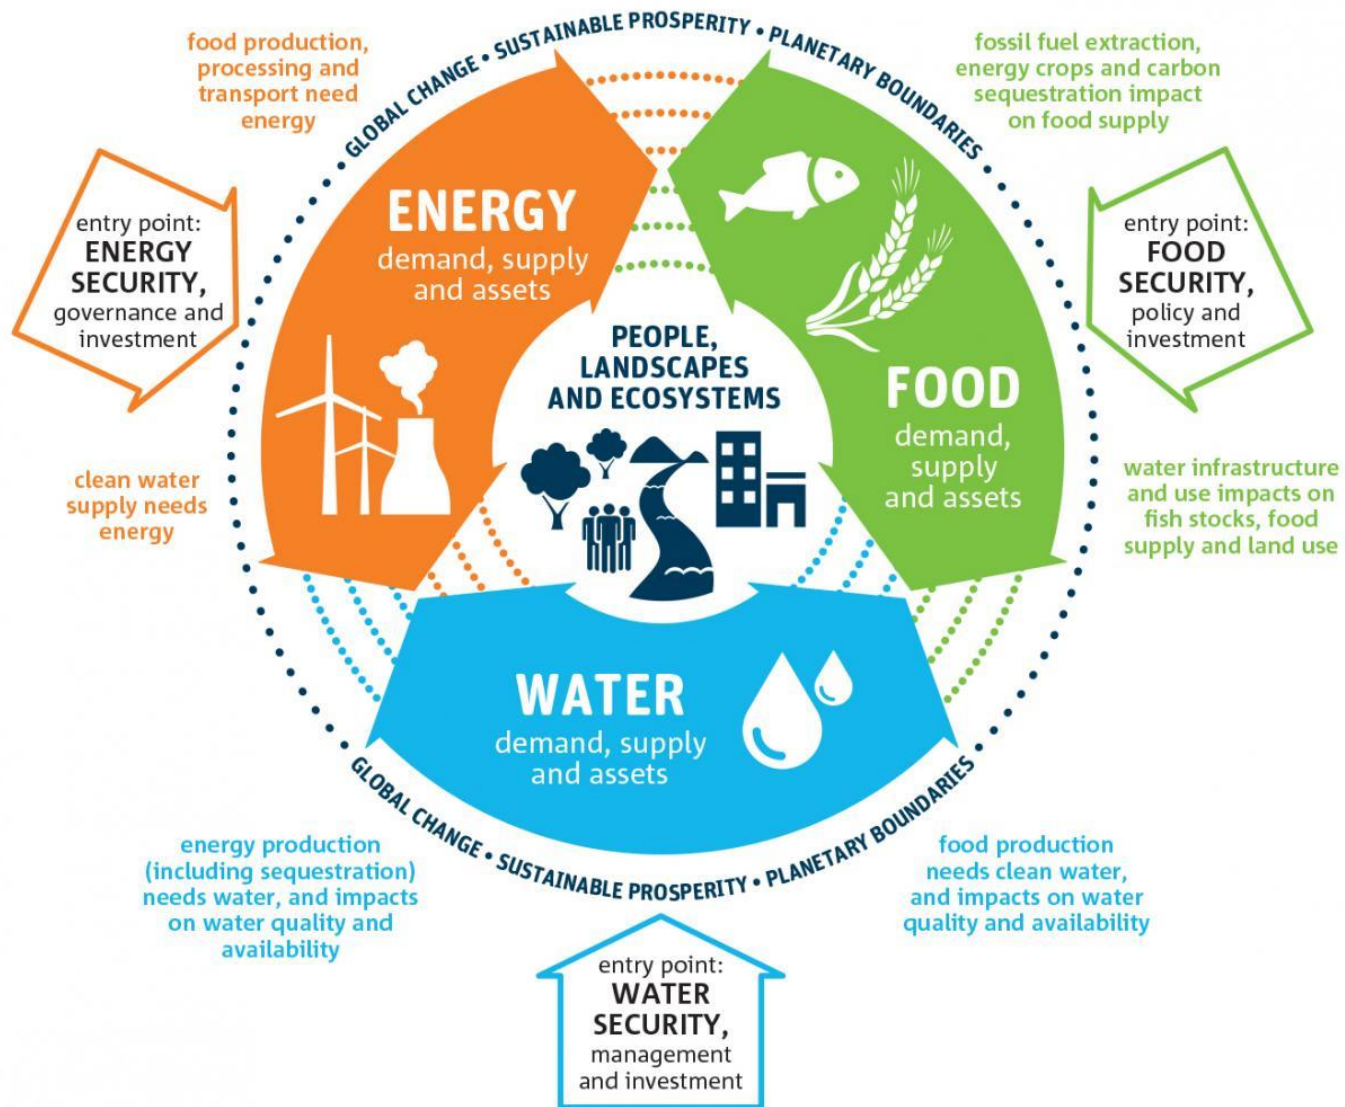 GLOBAL CHANGE • SUSTAINABLE PROSPERITY • PLANETARY BOUNDARIES
food production,
processing and
transport need
energy
fossil fuel extraction,
energy crops and carbon
sequestration impact
on food supply
entry point:
ENERGY
SECURITY,
governance and
investment
ENERGY
demand, supply
and assets
entry point:
FOOD
SECURITY,
policy and
investment
PEOPLE,
LANDSCAPES
AND ECOSYSTEMS
FOOD
demand,
supply
and assets
clean water
supply needs
energy
water infrastructure
and use impacts on
fish stocks, food
supply and land use
WATER
demand, supply
and assets
GLOBAL CHANGE • SUSTAINABLE PROSPERITY • PLANETARY BOUNDARIES
energy production
(including sequestration)
needs water, and impacts
on water quality and
availability
food production
needs clean water,
and impacts on water
quality and availability
entry point:
WATER
SECURITY,
management
and investment